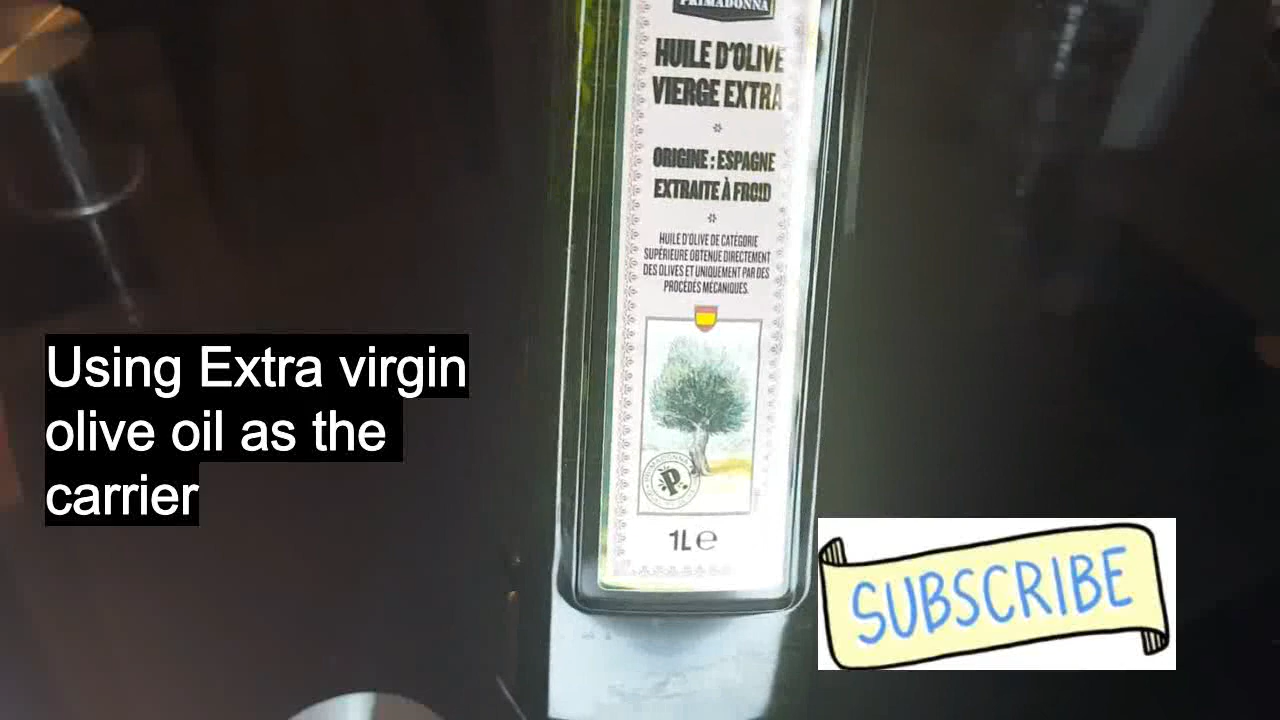 PRIMADONNA
HUILE D'OLIVE
VIERGE EXTRA
ORIGINE : ESPAGNE
EXTRAITE À FROID
HUILE D'OLIVE DE CATÉGORIE
SUPÉRIEURE OBTENUE DIRECTEMENT
DES OLIVES ET UNIQUEMENT PAR DES
PROCÉDÉS MÉCANIQUES.
PRIMADONNA
P
1L ℮
Using Extra virgin
olive oil as the
carrier
SUBSCRIBE